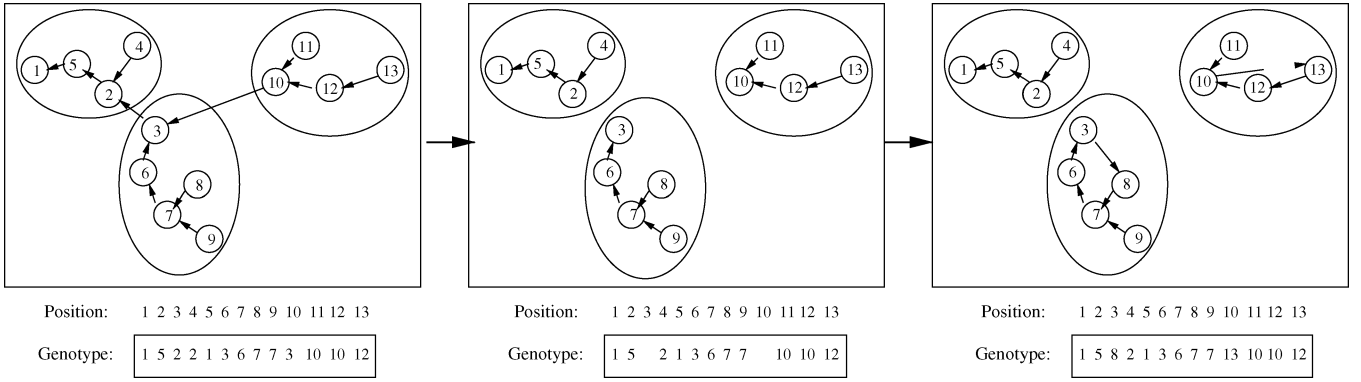 1 5 4 2 11 10 12 13 3 6 8 7 9
Position: 1 2 3 4 5 6 7 8 9 10 11 12 13
Genotype: 1 5 2 2 1 3 6 7 7 3 10 10 12
1 5 4 2 11 10 12 13 3 6 8 7 9
Position: 1 2 3 4 5 6 7 8 9 10 11 12 13
Genotype: 1 5 2 1 3 6 7 7 10 10 12
1 5 4 2 11 10 12 13 3 6 8 7 9
Position: 1 2 3 4 5 6 7 8 9 10 11 12 13
Genotype: 1 5 8 2 1 3 6 7 7 13 10 10 12